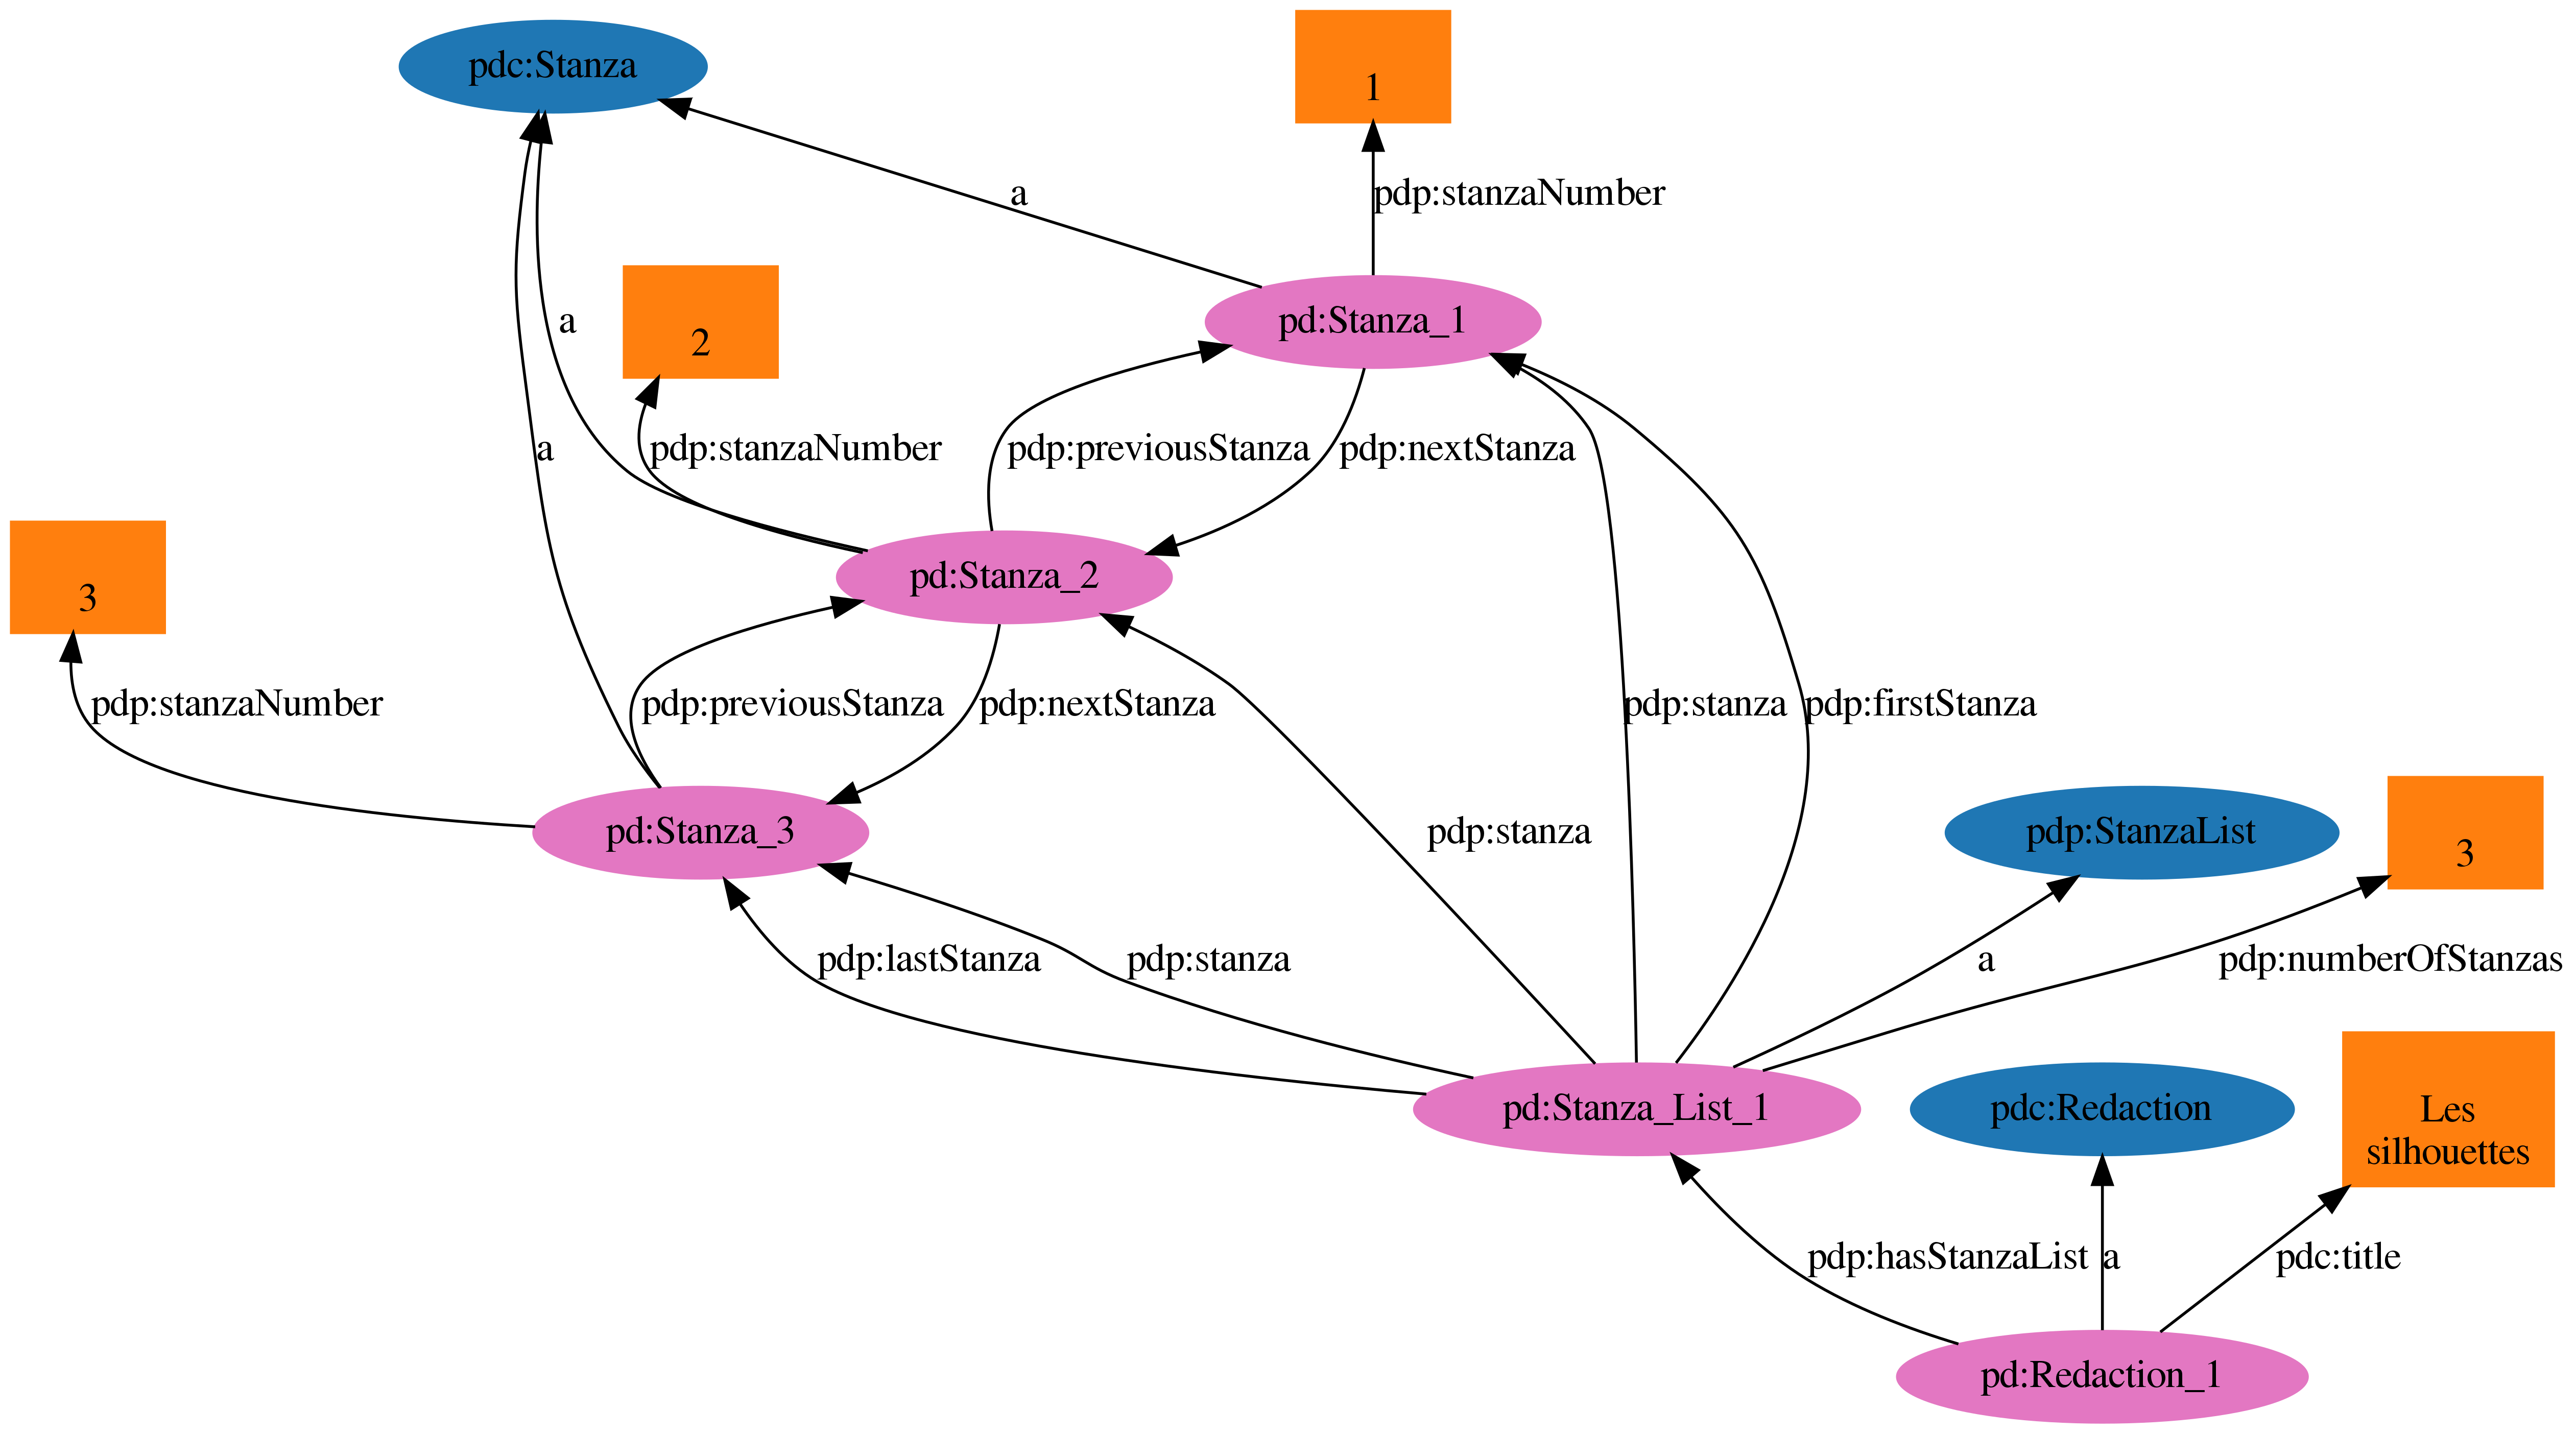 pdc:Stanza
1
a
pdp:stanzaNumber
2
a
pd:Stanza_1
pdp:stanzaNumber
pdp:previousStanza
pdp:nextStanza
a
3
pd:Stanza_2
pdp:stanzaNumber
pdp:previousStanza
pdp:nextStanza
pdp:stanza
pdp:firstStanza
pd:Stanza_3
pdp:stanza
pdp:StanzaList
3
pdp:lastStanza
pdp:stanza
a
pdp:numberOfStanzas
pd:Stanza_List_1
pdc:Redaction
Les
silhouettes
pdp:hasStanzaList
a
pdc:title
pd:Redaction_1